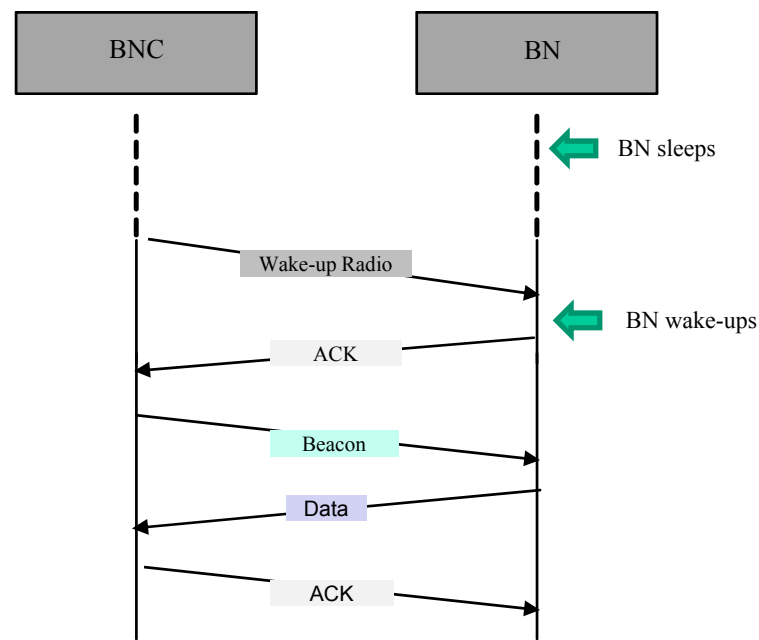 BNC
BN
BN sleeps
Wake-up Radio
BN wake-ups
ACK
Beacon
Data
ACK